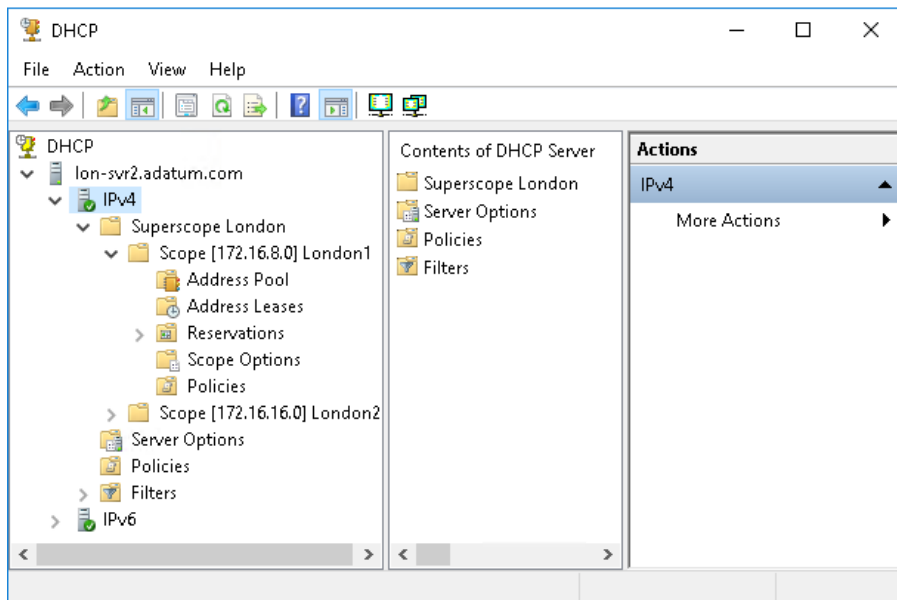 DHCP
File Action View Help
DHCP
lon-svr2.adatum.com
IPv4
Superscope London
Scope [172.16.8.0] London1
Address Pool
Address Leases
Reservations
Scope Options
Policies
Scope [172.16.16.0] London2
Server Options
Policies
Filters
IPv6
Contents of DHCP Server
Superscope London
Server Options
Policies
Filters
Actions
IPv4
More Actions